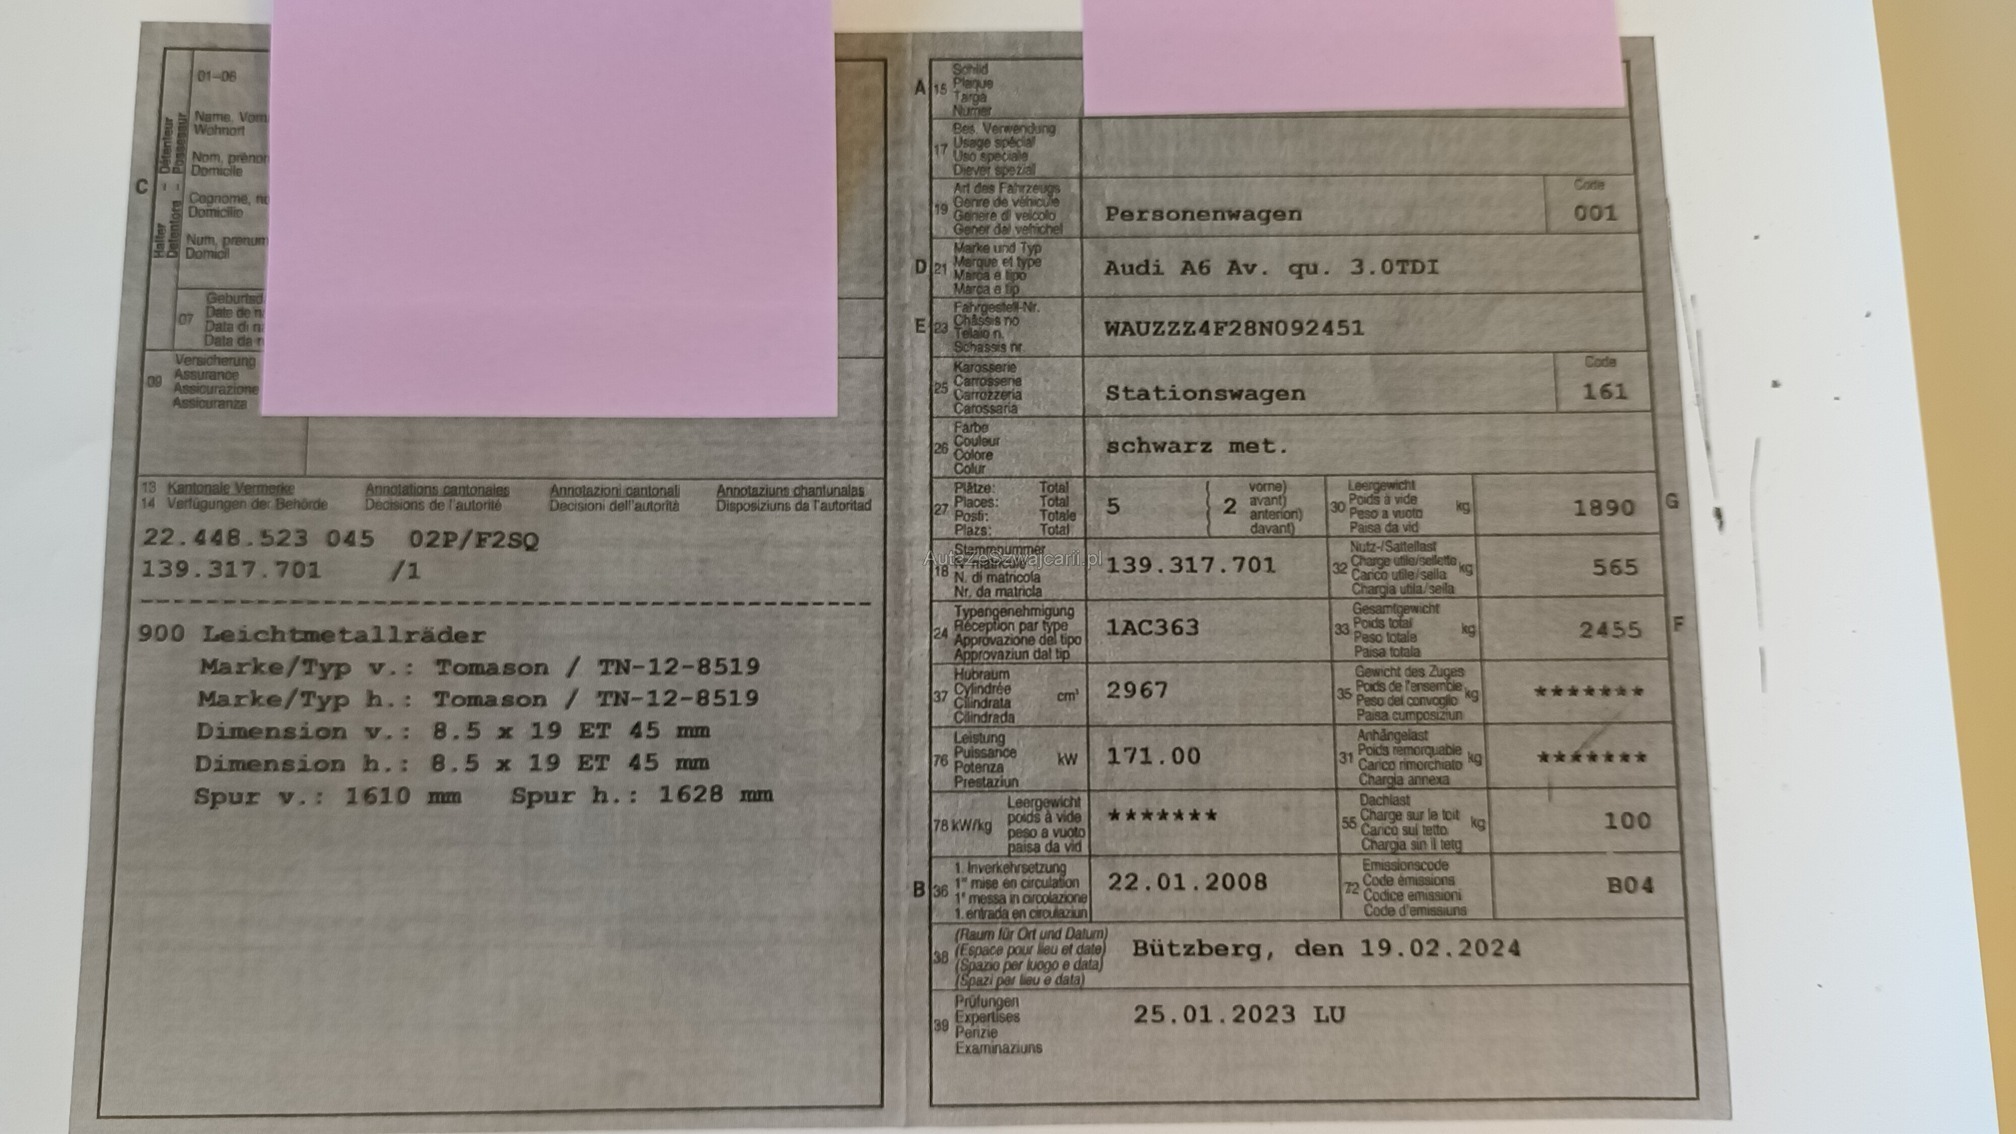 01–06
Halter – Détenteur
Detentore – Possessur
C
Name, Vorn
Wohnort
Nom, prénor
Domicile
Cognome, no
Domicilio
Num, prenum
Domicil
07
Geburtsd
Date de n
Data di n
Data da n
09
Versicherung
Assurance
Assicurazione
Assicuranza
13 Kantonale Vermerke Annotations cantonales Annotazioni cantonali Annotaziuns chantunalas
14 Verfügungen der Behörde Décisions de l'autorité Decisioni dell'autorità Disposiziuns da l'autoritad
22.448.523 045 02P/F2SQ
139.317.701 /1
900 Leichtmetallräder
Marke/Typ v.: Tomason / TN-12-8519
Marke/Typ h.: Tomason / TN-12-8519
Dimension v.: 8.5 x 19 ET 45 mm
Dimension h.: 8.5 x 19 ET 45 mm
Spur v.: 1610 mm Spur h.: 1628 mm
A 15
Schild
Plaque
Targa
Numer
17
Bes. Verwendung
Usage spécial
Uso speciale
Diever spezial
19
Art des Fahrzeugs
Genre de véhicule
Genere di veicolo
Gener dal vehichel
Personenwagen
Code
001
D 21
Marke und Typ
Marque et type
Marca e tipo
Marca e tip
Audi A6 Av. qu. 3.0TDI
E 23
Fahrgestell-Nr.
Châssis no
Telaio n.
Schassis nr.
WAUZZZ4F28N092451
25
Karosserie
Carrosserie
Carrozzeria
Carossaria
Stationswagen
Code
161
26
Farbe
Couleur
Colore
Colur
schwarz met.
27
Plätze: Total
Places: Total
Posti: Totale
Plazs: Total
5
2
vorne)
avant)
anteriori)
davant)
30
Leergewicht
Poids à vide
Peso a vuoto
Paisa da vid
kg
1890
G
AutazeSzwajcarii.pl
18
Stammnummer
N° matricule
N. di matricola
Nr. da matricla
139.317.701
32
Nutz-/Sattellast
Charge utile/sellette
Carico utile/sella
Chargia utila/sella
kg
565
24
Typengenehmigung
Réception par type
Approvazione del tipo
Approvaziun dal tip
1AC363
33
Gesamtgewicht
Poids total
Peso totale
Paisa totala
kg
2455
F
37
Hubraum
Cylindrée
Cilindrata
Cilindrada
cm³
2967
35
Gewicht des Zuges
Poids de l'ensemble
Peso del convoglio
Paisa cumposiziun
kg
*******
76
Leistung
Puissance
Potenza
Prestaziun
kW
171.00
31
Anhängelast
Poids remorquable
Carico rimorchiato
Chargia annexa
kg
*******
78 kW/kg
Leergewicht
poids à vide
peso a vuoto
paisa da vid
*******
55
Dachlast
Charge sur le toit
Carico sul tetto
Chargia sin il tetg
kg
100
B 36
1. Inverkehrsetzung
1re mise en circulation
1a messa in circolazione
1. entrada en circulaziun
22.01.2008
72
Emissionscode
Code émissions
Codice emissioni
Code d'emissiuns
B04
38
(Raum für Ort und Datum)
(Espace pour lieu et date)
(Spazio per luogo e data)
(Spazi per lieu e data)
Bützberg, den 19.02.2024
39
Prüfungen
Expertises
Perizie
Examinaziuns
25.01.2023 LU